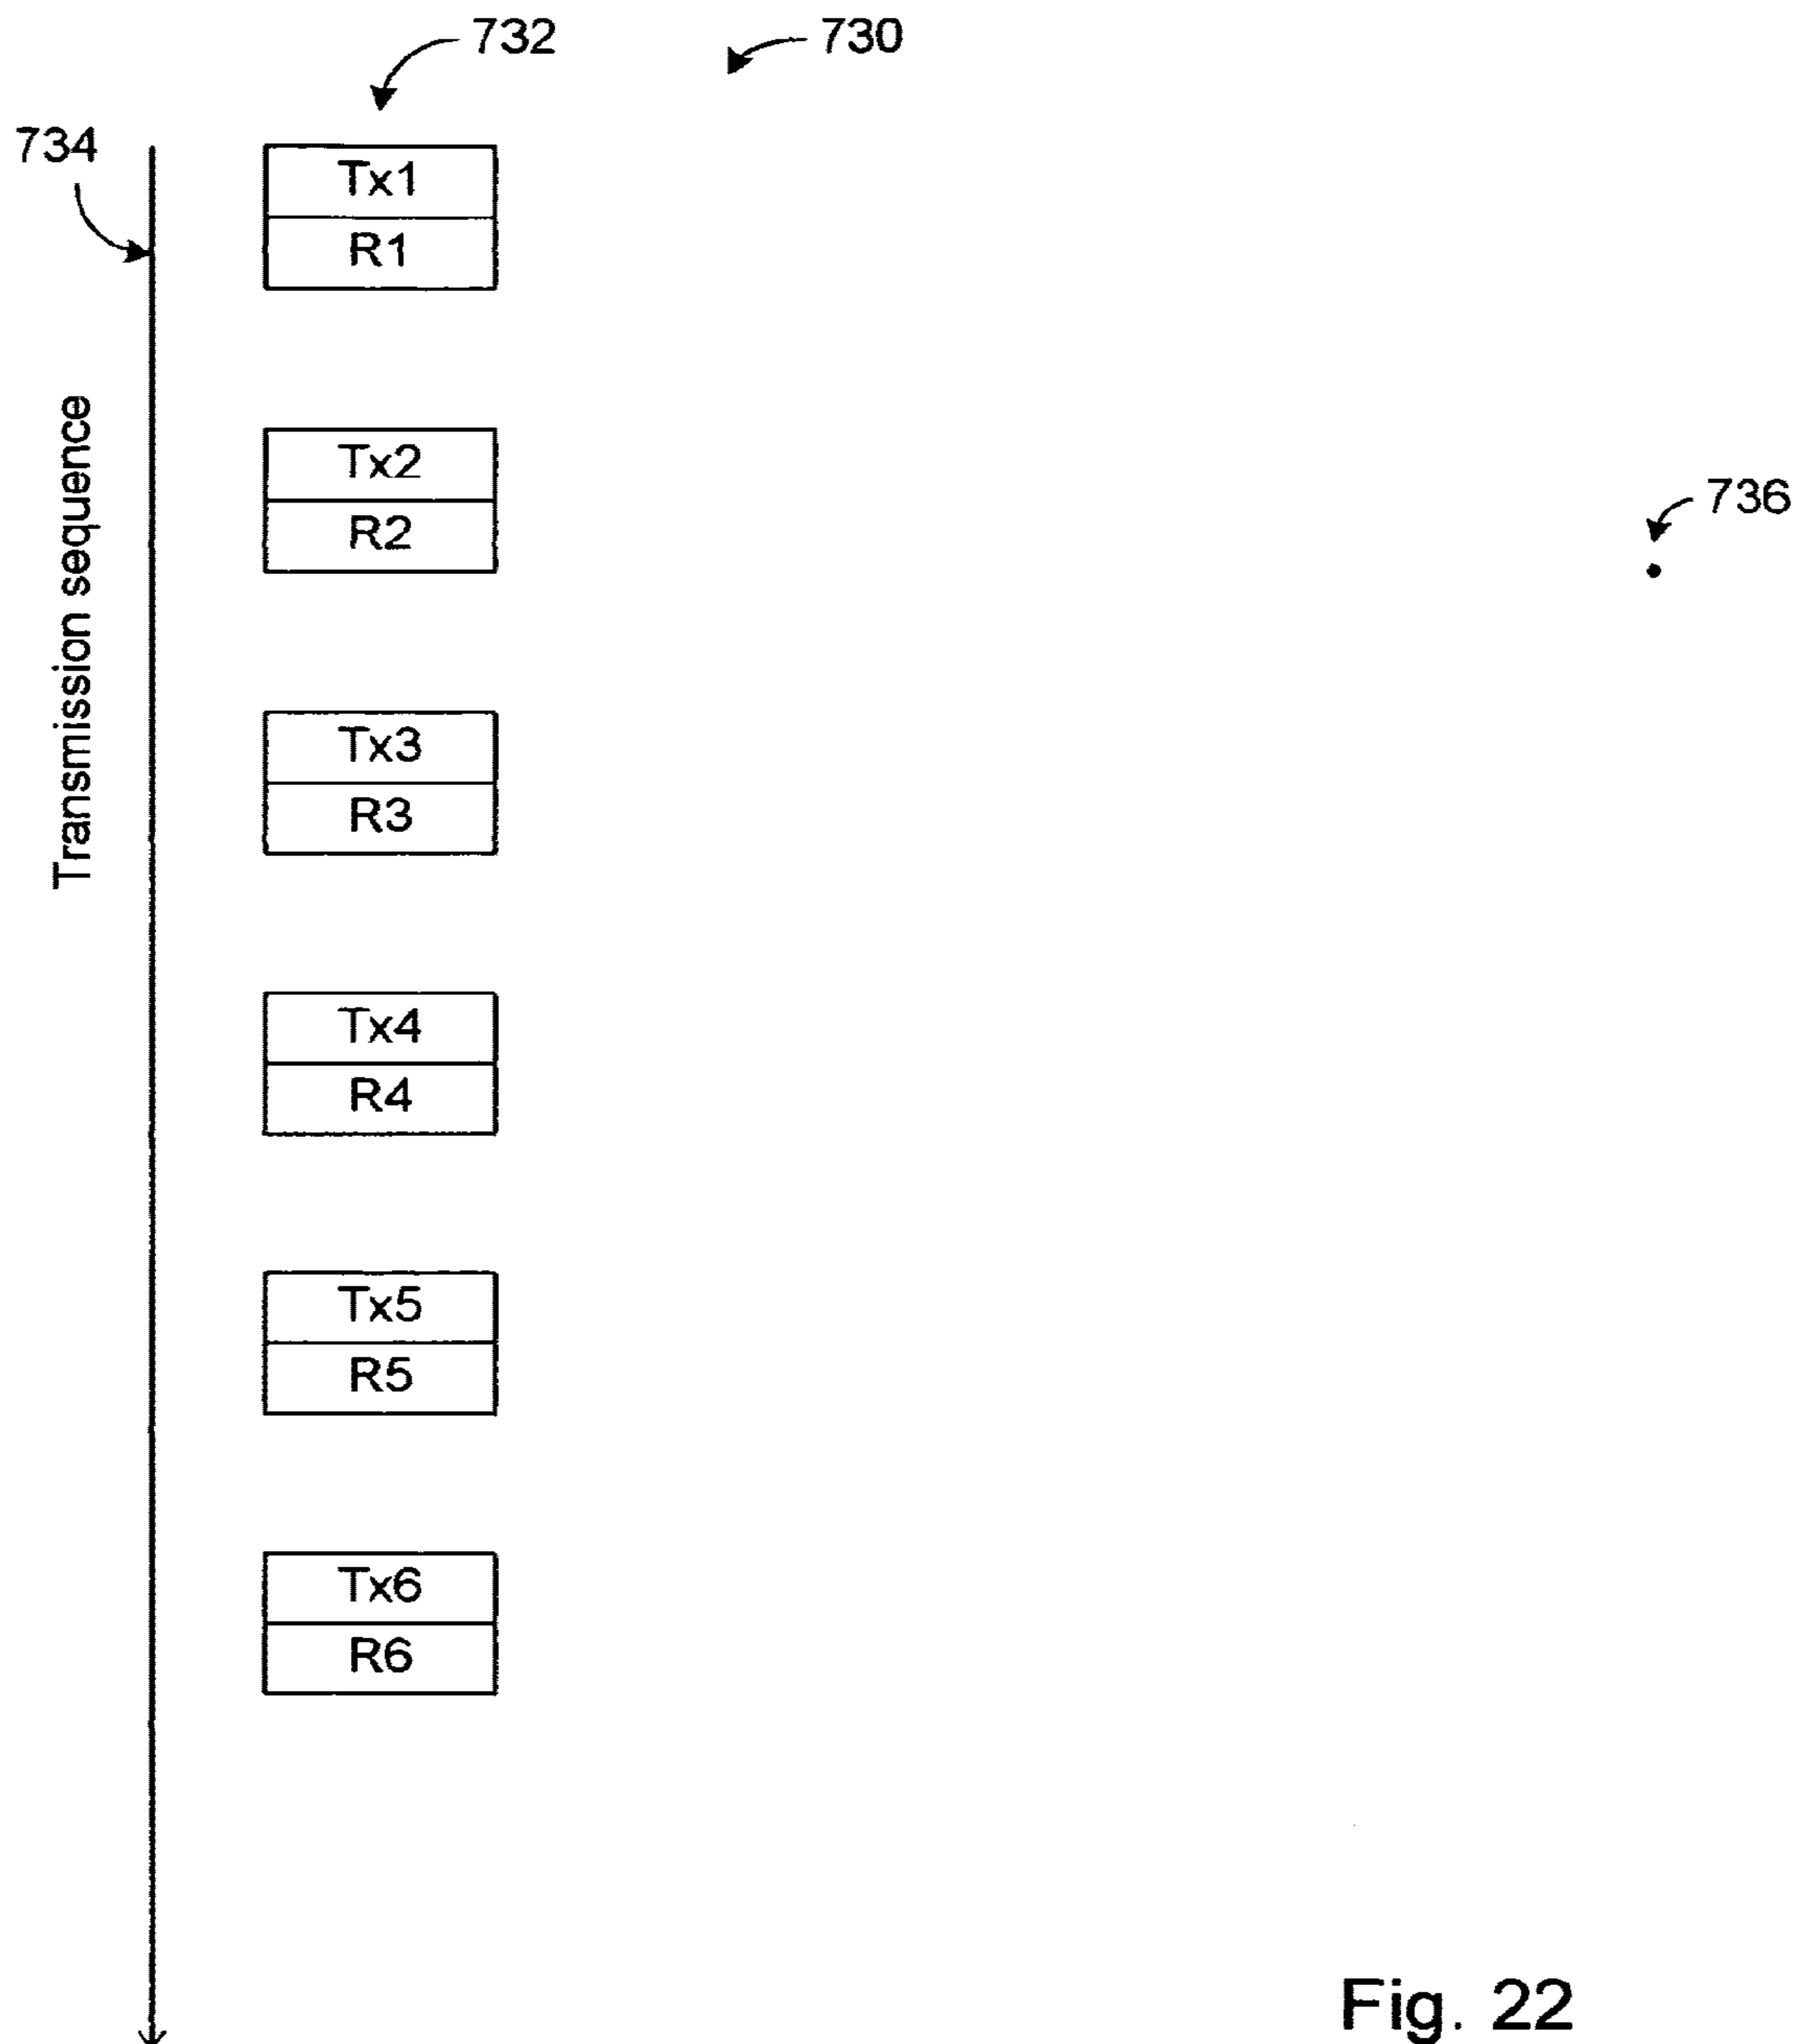 732
730
734
Tx1
R1
Transmission sequence
Tx2
R2
736
Tx3
R3
Tx4
R4
Tx5
R5
Tx6
R6
Fig. 22